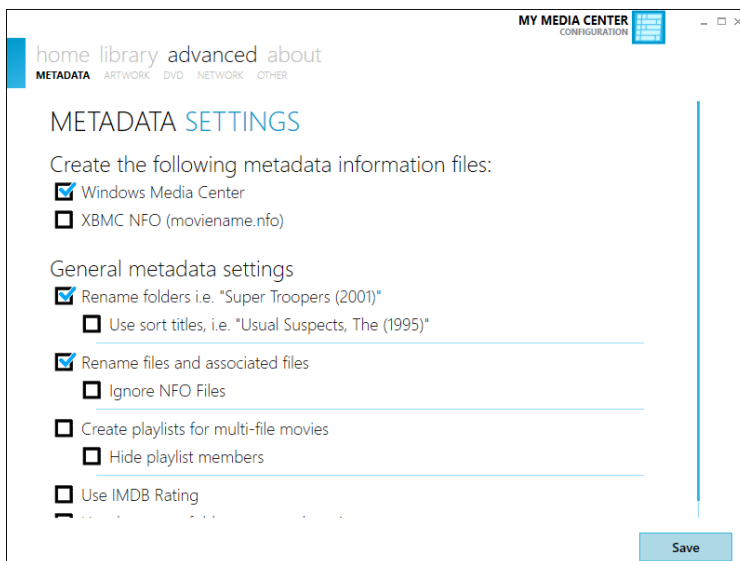 MY MEDIA CENTER
CONFIGURATION
home library advanced about
METADATA ARTWORK DVD NETWORK OTHER
METADATA SETTINGS
Create the following metadata information files:
Windows Media Center
XBMC NFO (moviename.nfo)
General metadata settings
Rename folders i.e. "Super Troopers (2001)"
Use sort titles, i.e. "Usual Suspects, The (1995)"
Rename files and associated files
Ignore NFO Files
Create playlists for multi-file movies
Hide playlist members
Use IMDB Rating
Save